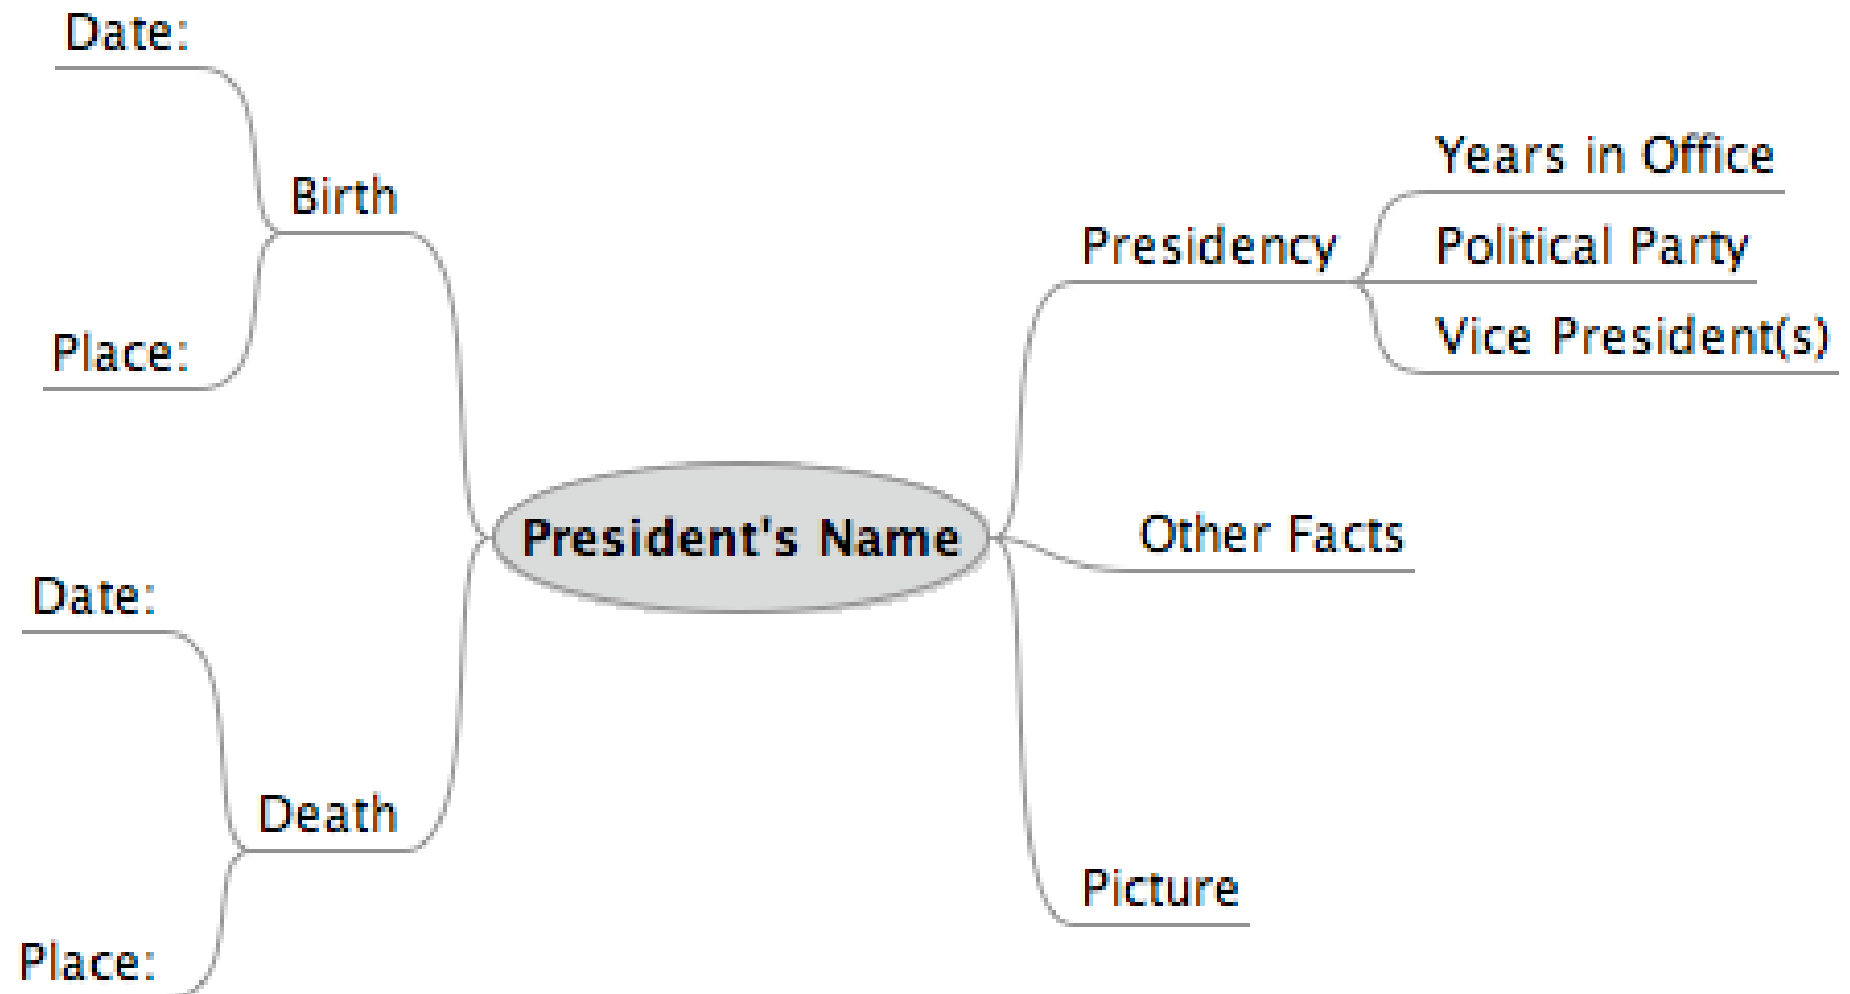 Date:
Birth
Place:
President's Name
Date:
Death
Place:
Presidency
Years in Office
Political Party
Vice President(s)
Other Facts
Picture